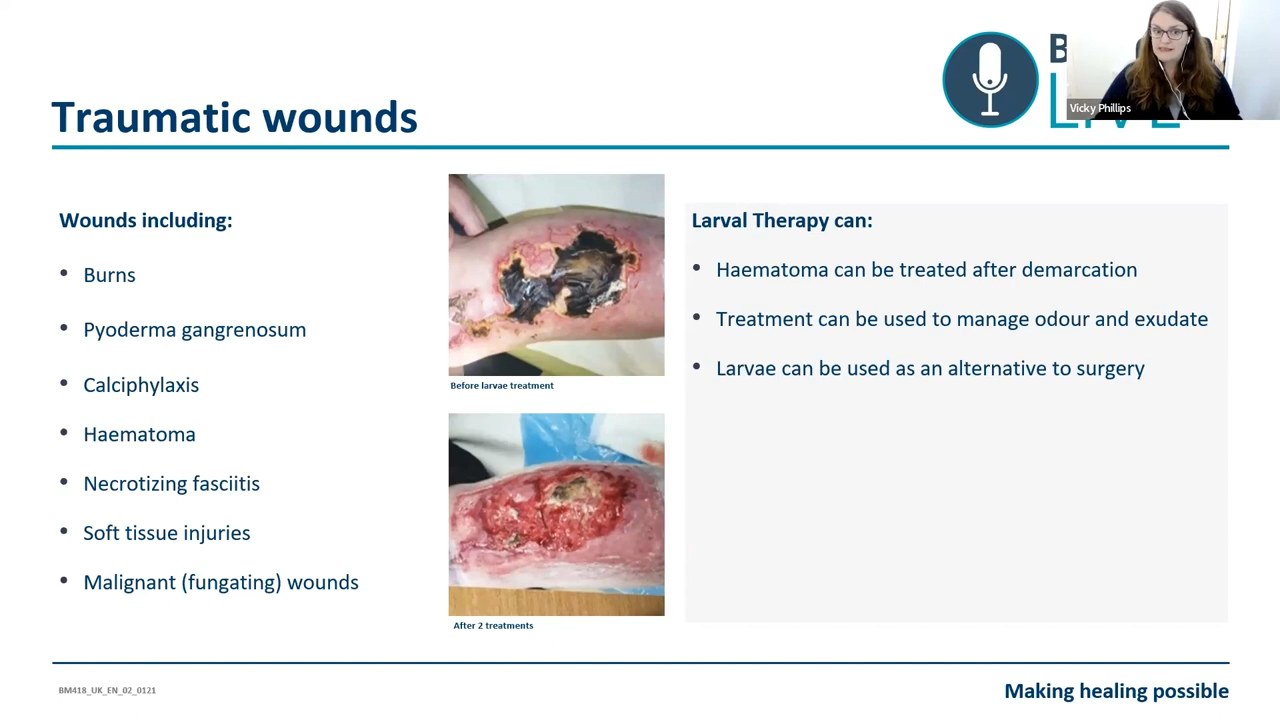 Vicky Phillips
Traumatic wounds
Wounds including:
• Burns
• Pyoderma gangrenosum
• Calciphylaxis
• Haematoma
• Necrotizing fasciitis
• Soft tissue injuries
• Malignant (fungating) wounds
Before larvae treatment
After 2 treatments
Larval Therapy can:
• Haematoma can be treated after demarcation
• Treatment can be used to manage odour and exudate
• Larvae can be used as an alternative to surgery
BM418_UK_EN_02_0121
Making healing possible